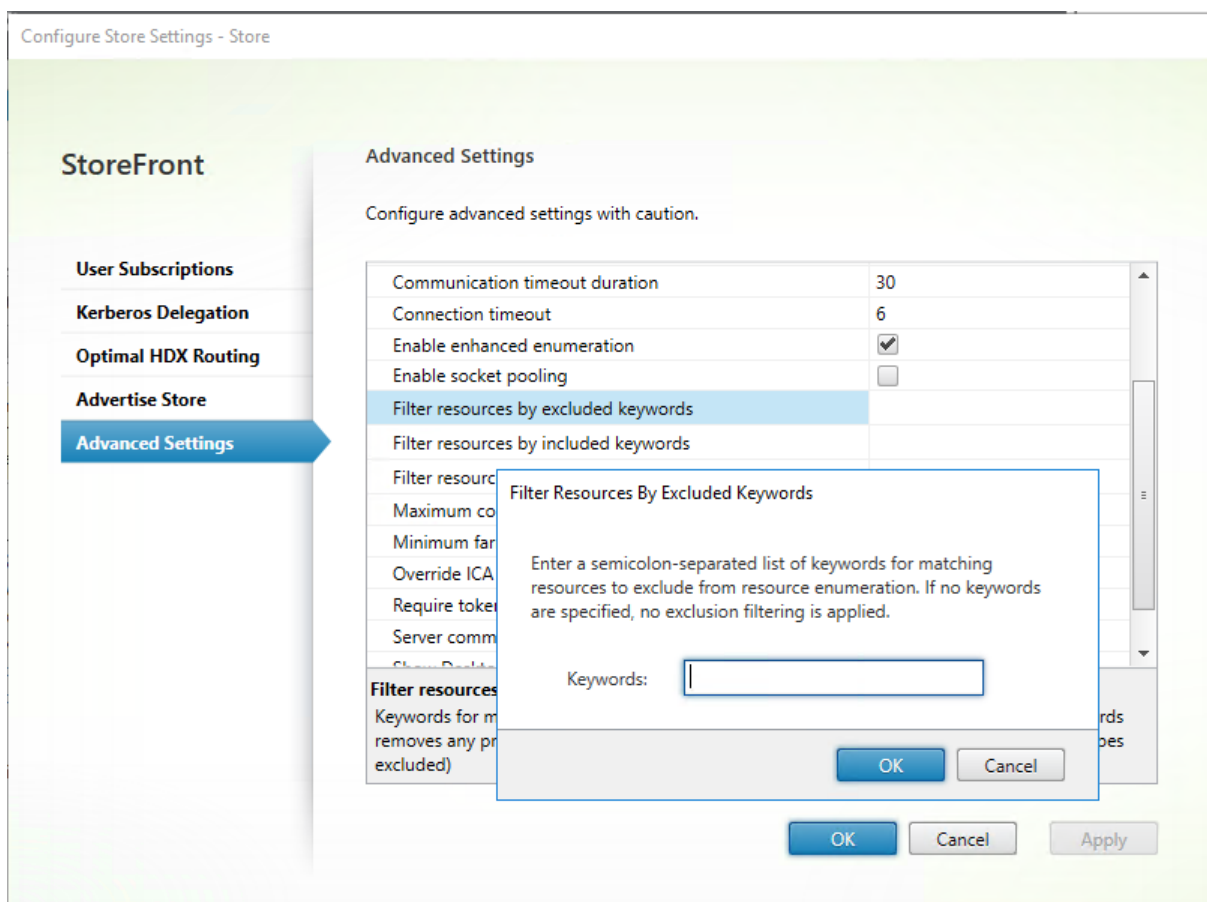 Configure Store Settings - Store
StoreFront
User Subscriptions
Kerberos Delegation
Optimal HDX Routing
Advertise Store
Advanced Settings
Advanced Settings
Configure advanced settings with caution.
Communication timeout duration 30
Connection timeout 6
Enable enhanced enumeration
Enable socket pooling
Filter resources by excluded keywords
Filter resources by included keywords
Filter resourc
Maximum co
Minimum far
Override ICA
Require token
Server comm
Filter resources
Keywords for m rds
removes any pr pes
excluded)
Filter Resources By Excluded Keywords
Enter a semicolon-separated list of keywords for matching
resources to exclude from resource enumeration. If no keywords
are specified, no exclusion filtering is applied.
Keywords:
OK Cancel
OK Cancel Apply